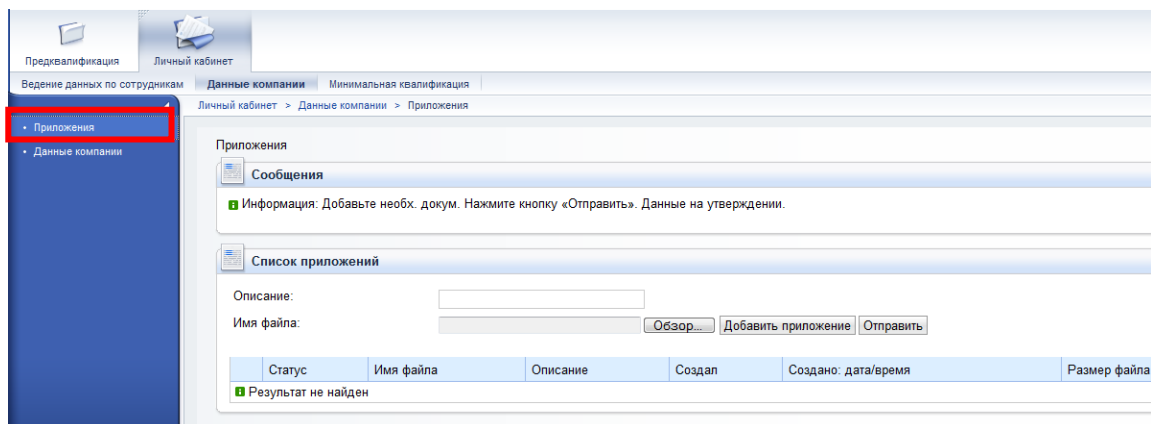 Предквалификация Личный кабинет
Ведение данных по сотрудникам Данные компании Минимальная квалификация
Личный кабинет > Данные компании > Приложения
• Приложения
• Данные компании
Приложения
Сообщения
Информация: Добавьте необх. докум. Нажмите кнопку «Отправить». Данные на утверждении.
Список приложений
Описание:
Имя файла: Обзор... Добавить приложение Отправить
Статус Имя файла Описание Создал Создано: дата/время Размер файла
Результат не найден